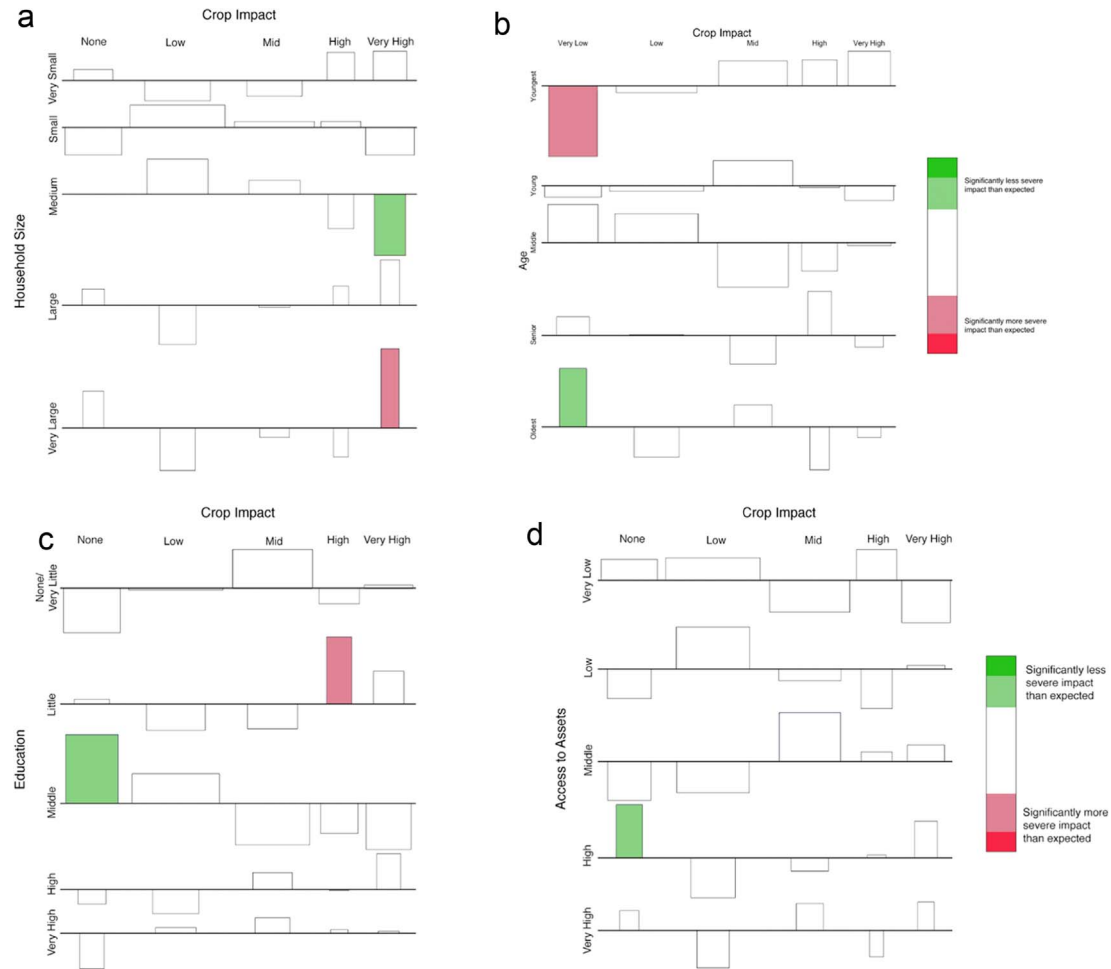 a
Crop Impact
None Low Mid High Very High
Household Size
Very Small
Small
Medium
Large
Very Large
b
Crop Impact
Very Low Low Mid High Very High
Age
Youngest
Young
Middle
Senior
Oldest
Significantly less severe
impact than expected
Significantly more severe
impact than expected
c
Crop Impact
None Low Mid High Very High
Education
None/
Very Little
Little
Middle
High
Very High
d
Crop Impact
None Low Mid High Very High
Access to Assets
Very Low
Low
Middle
High
Very High
Significantly less
severe impact
than expected
Significantly more
severe impact
than expected